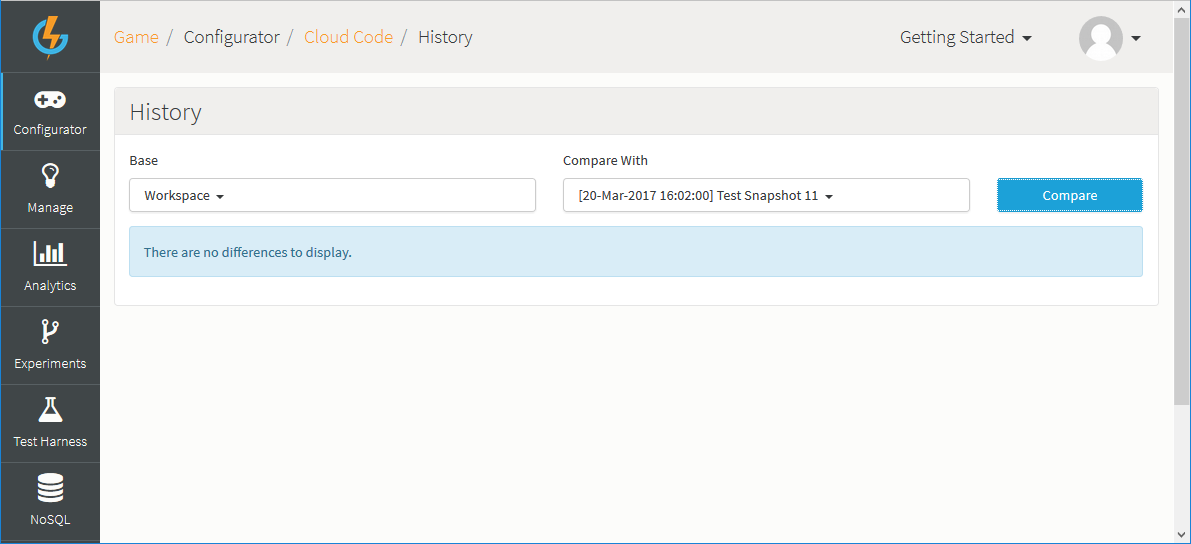 Game / Configurator / Cloud Code / History
Getting Started
Configurator
Manage
Analytics
Experiments
Test Harness
NoSQL
History
Base
Compare With
Workspace
[20-Mar-2017 16:02:00] Test Snapshot 11
Compare
There are no differences to display.